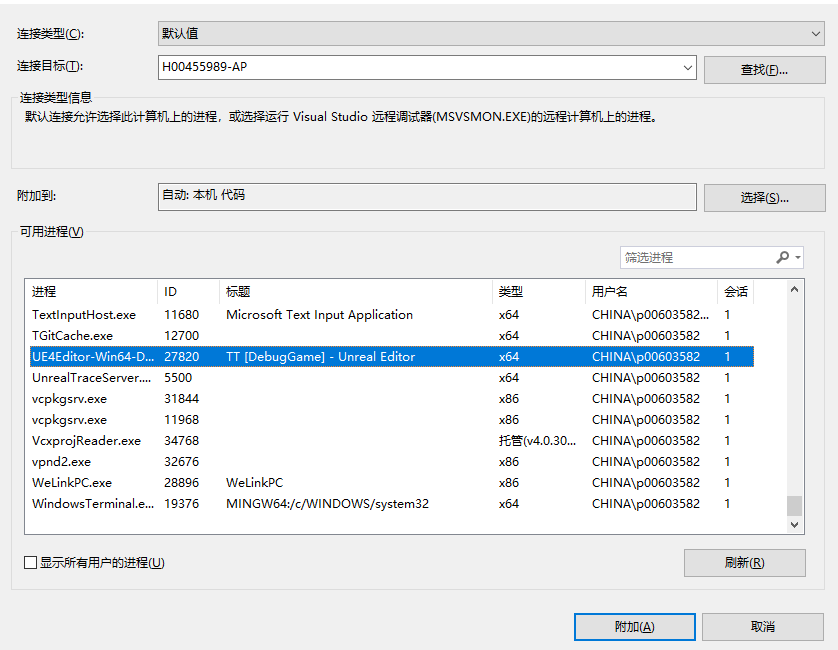 连接类型(C): 默认值
连接目标(T): H00455989-AP 查找(F)...
连接类型信息
默认连接允许选择此计算机上的进程，或选择运行 Visual Studio 远程调试器(MSVSMON.EXE)的远程计算机上的进程。
附加到: 自动: 本机 代码 选择(S)...
可用进程(V)
筛选进程
进程 ID 标题 类型 用户名 会话
TextInputHost.exe 11680 Microsoft Text Input Application x64 CHINA\p00603582... 1
TGitCache.exe 12700 x64 CHINA\p00603582 1
UE4Editor-Win64-D... 27820 TT [DebugGame] - Unreal Editor x64 CHINA\p00603582 1
UnrealTraceServer.... 5500 x64 CHINA\p00603582 1
vcpkgsrv.exe 31844 x86 CHINA\p00603582 1
vcpkgsrv.exe 11968 x86 CHINA\p00603582 1
VcxprojReader.exe 34768 托管(v4.0.30... CHINA\p00603582 1
vpnd2.exe 32676 x86 CHINA\p00603582 1
WeLinkPC.exe 28896 WeLinkPC x86 CHINA\p00603582 1
WindowsTerminal.e... 19376 MINGW64:/c/WINDOWS/system32 x64 CHINA\p00603582 1
显示所有用户的进程(U) 刷新(R)
附加(A) 取消